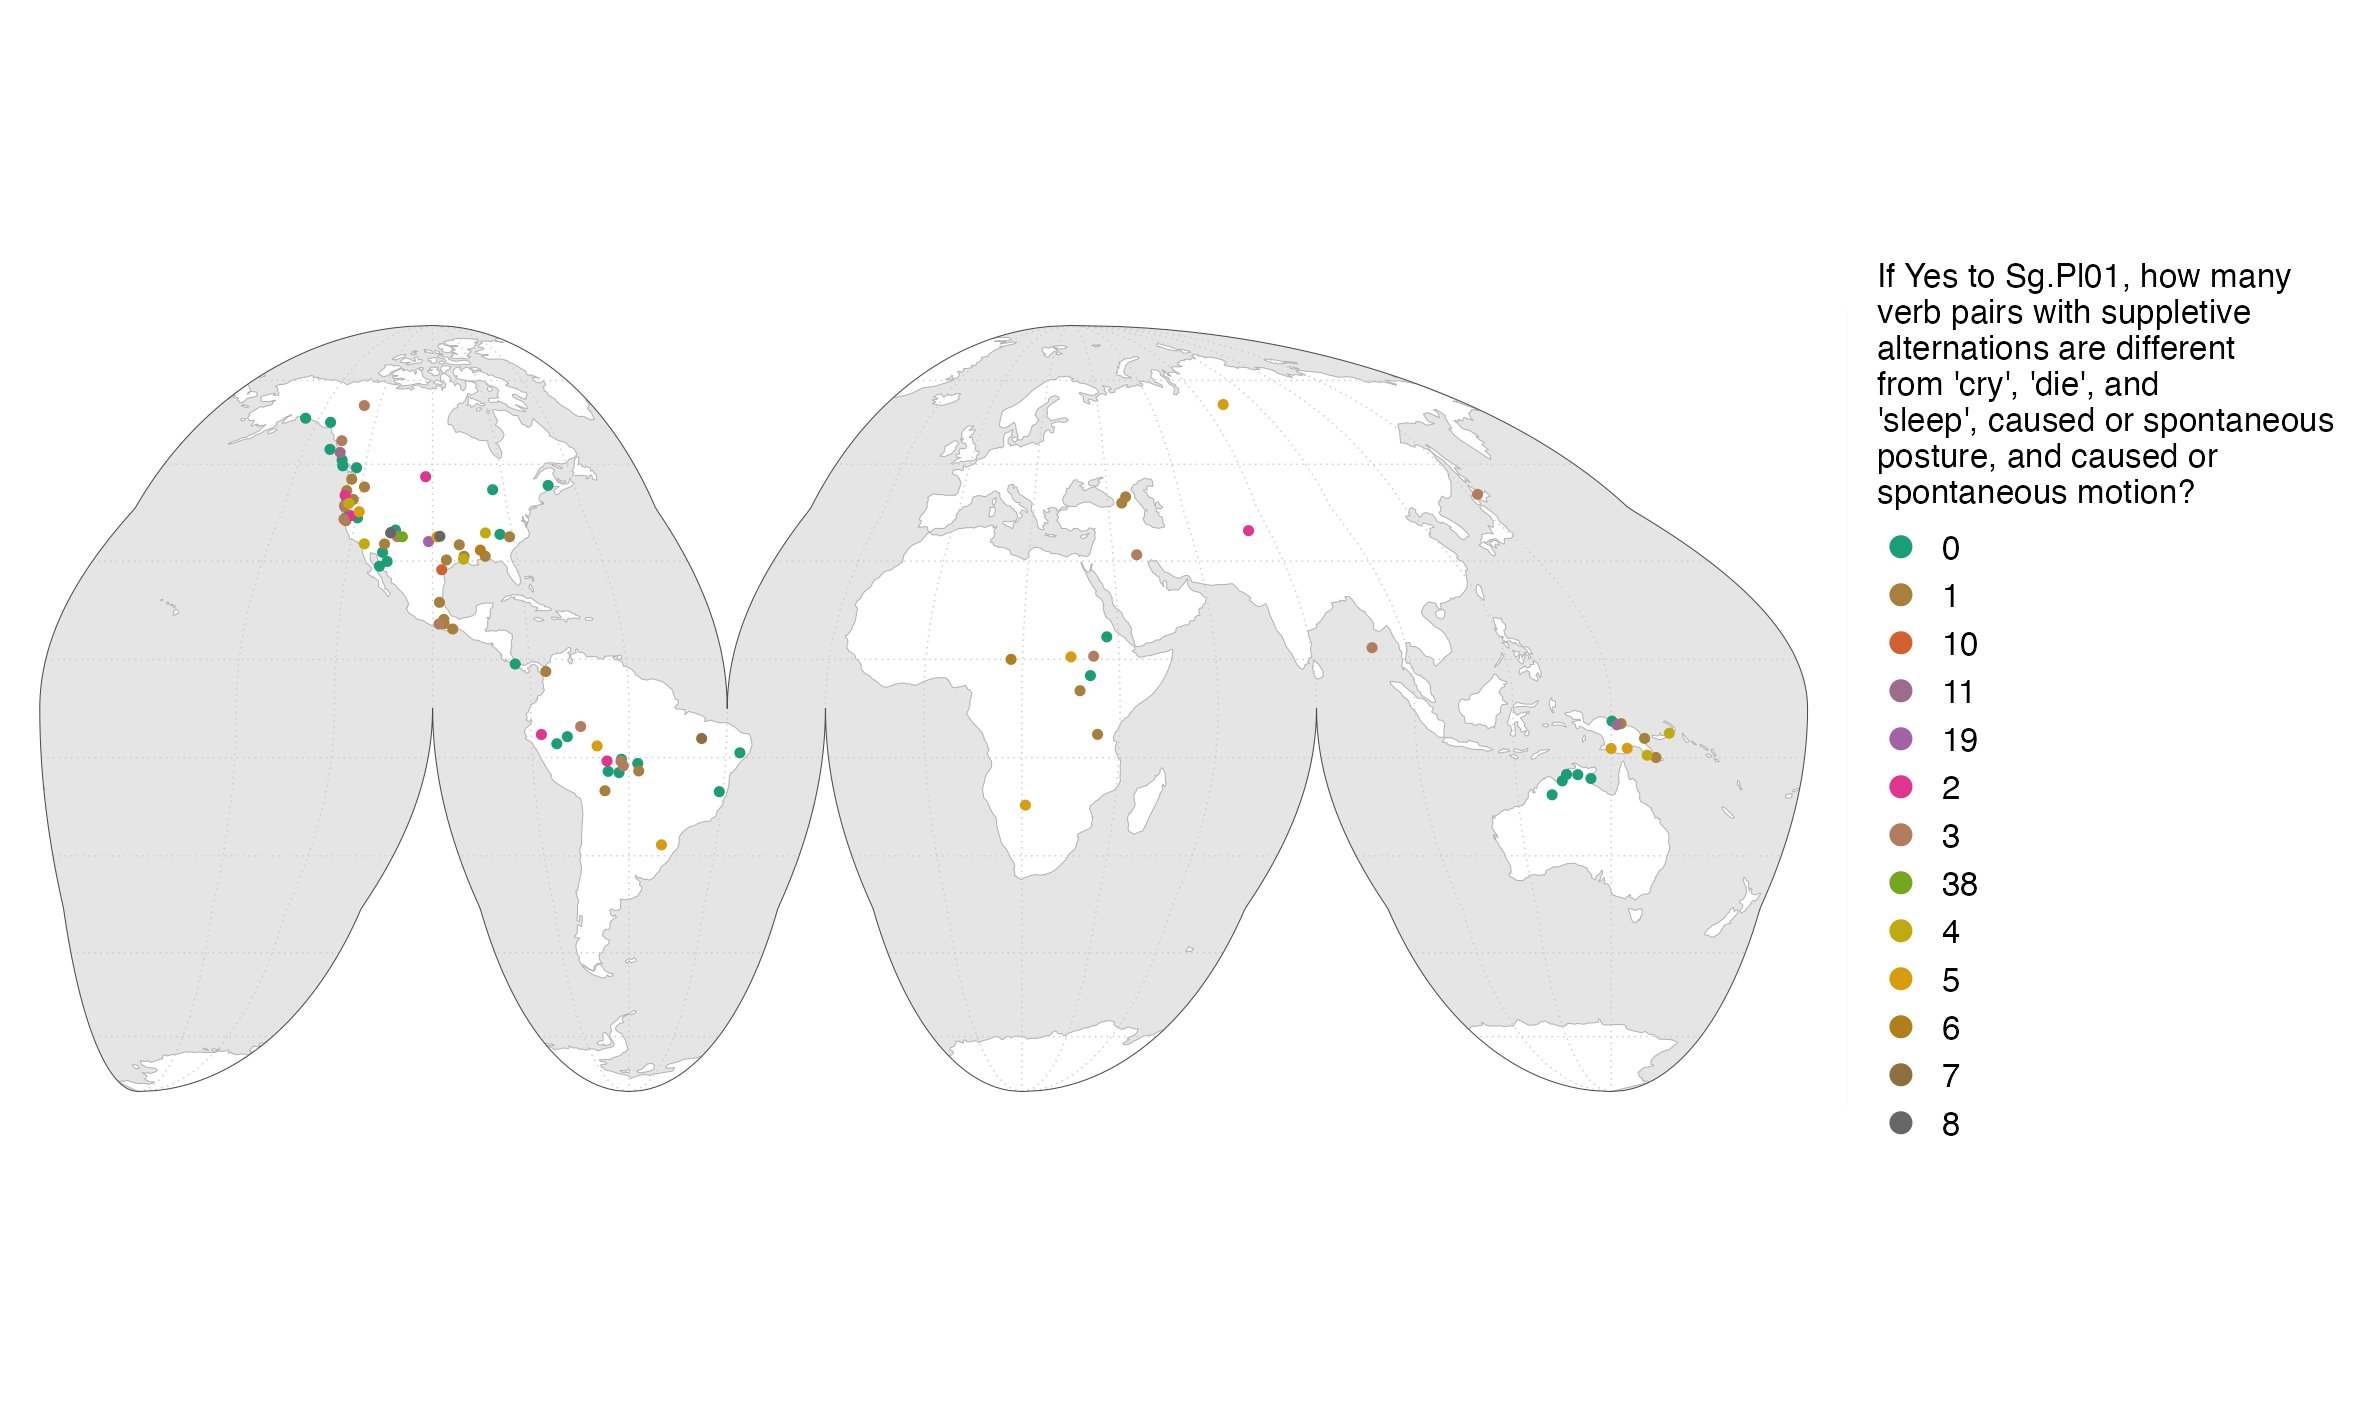 If Yes to Sg.Pl01, how many
verb pairs with suppletive
alternations are different
from 'cry', 'die', and
'sleep', caused or spontaneous
posture, and caused or
spontaneous motion?
0
1
10
11
19
2
3
38
4
5
6
7
8